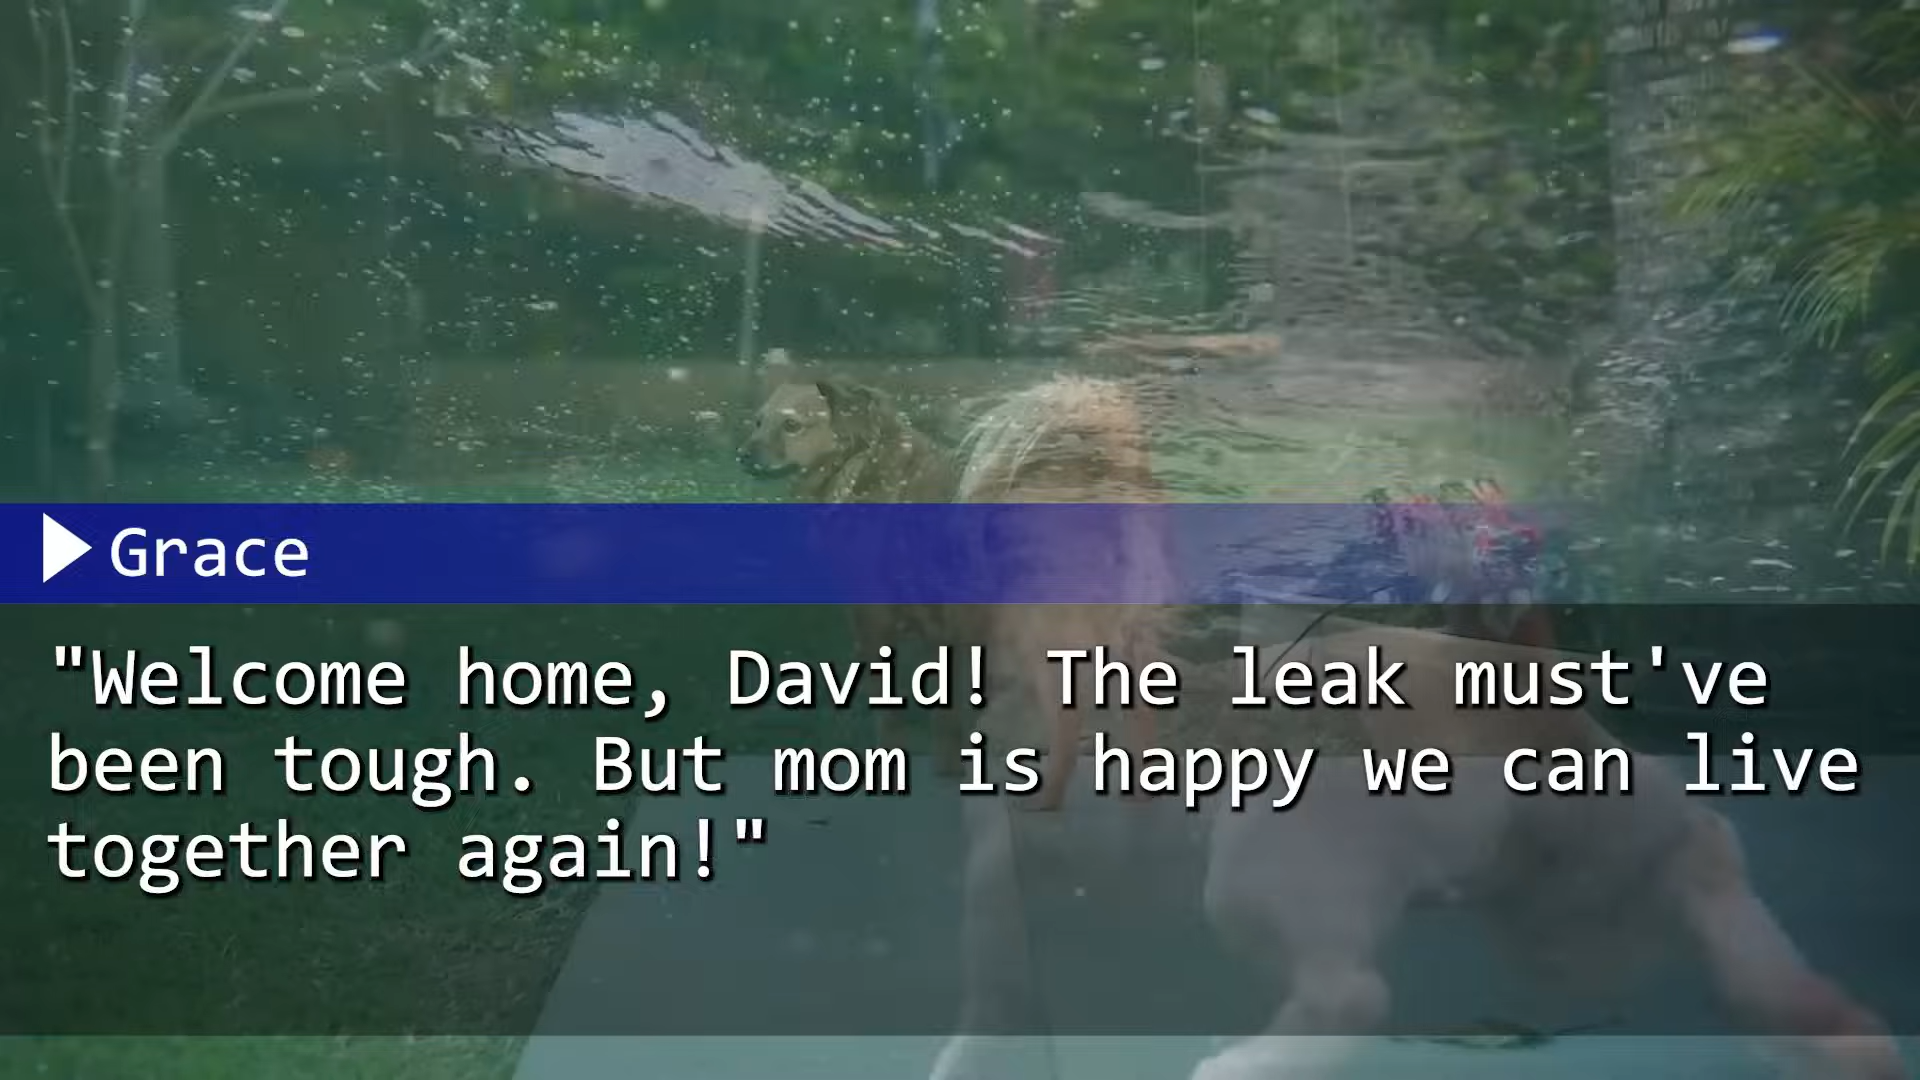 Grace
"Welcome home, David! The leak must've
been tough. But mom is happy we can live
together again!"